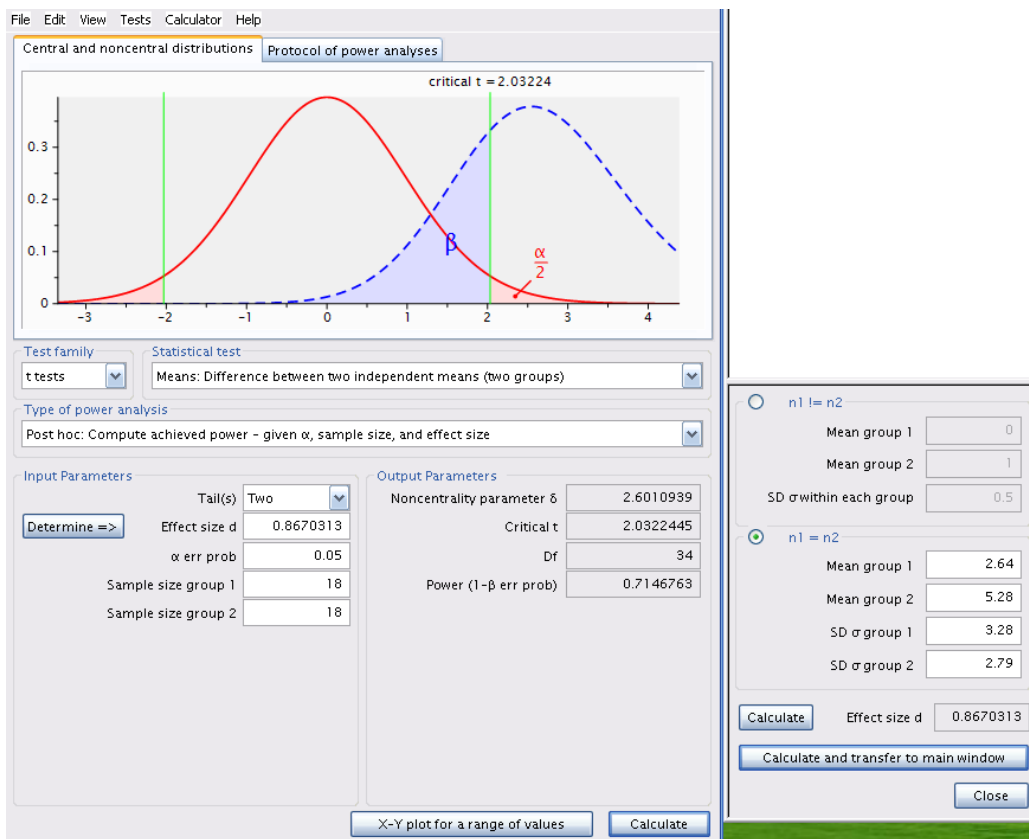 File Edit View Tests Calculator Help
Central and noncentral distributions
Protocol of power analyses
critical t = 2.03224
0.3
0.2
0.1
0
β
α
2
-3 -2 -1 0 1 2 3 4
Test family
t tests
Statistical test
Means: Difference between two independent means (two groups)
Type of power analysis
Post hoc: Compute achieved power – given α, sample size, and effect size
Input Parameters
Tail(s) Two
Determine => Effect size d 0.8670313
α err prob 0.05
Sample size group 1 18
Sample size group 2 18
Output Parameters
Noncentrality parameter δ 2.6010939
Critical t 2.0322445
Df 34
Power (1-β err prob) 0.7146763
X-Y plot for a range of values
Calculate
n1 != n2
Mean group 1 0
Mean group 2 1
SD σ within each group 0.5
n1 = n2
Mean group 1 2.64
Mean group 2 5.28
SD σ group 1 3.28
SD σ group 2 2.79
Calculate Effect size d 0.8670313
Calculate and transfer to main window
Close